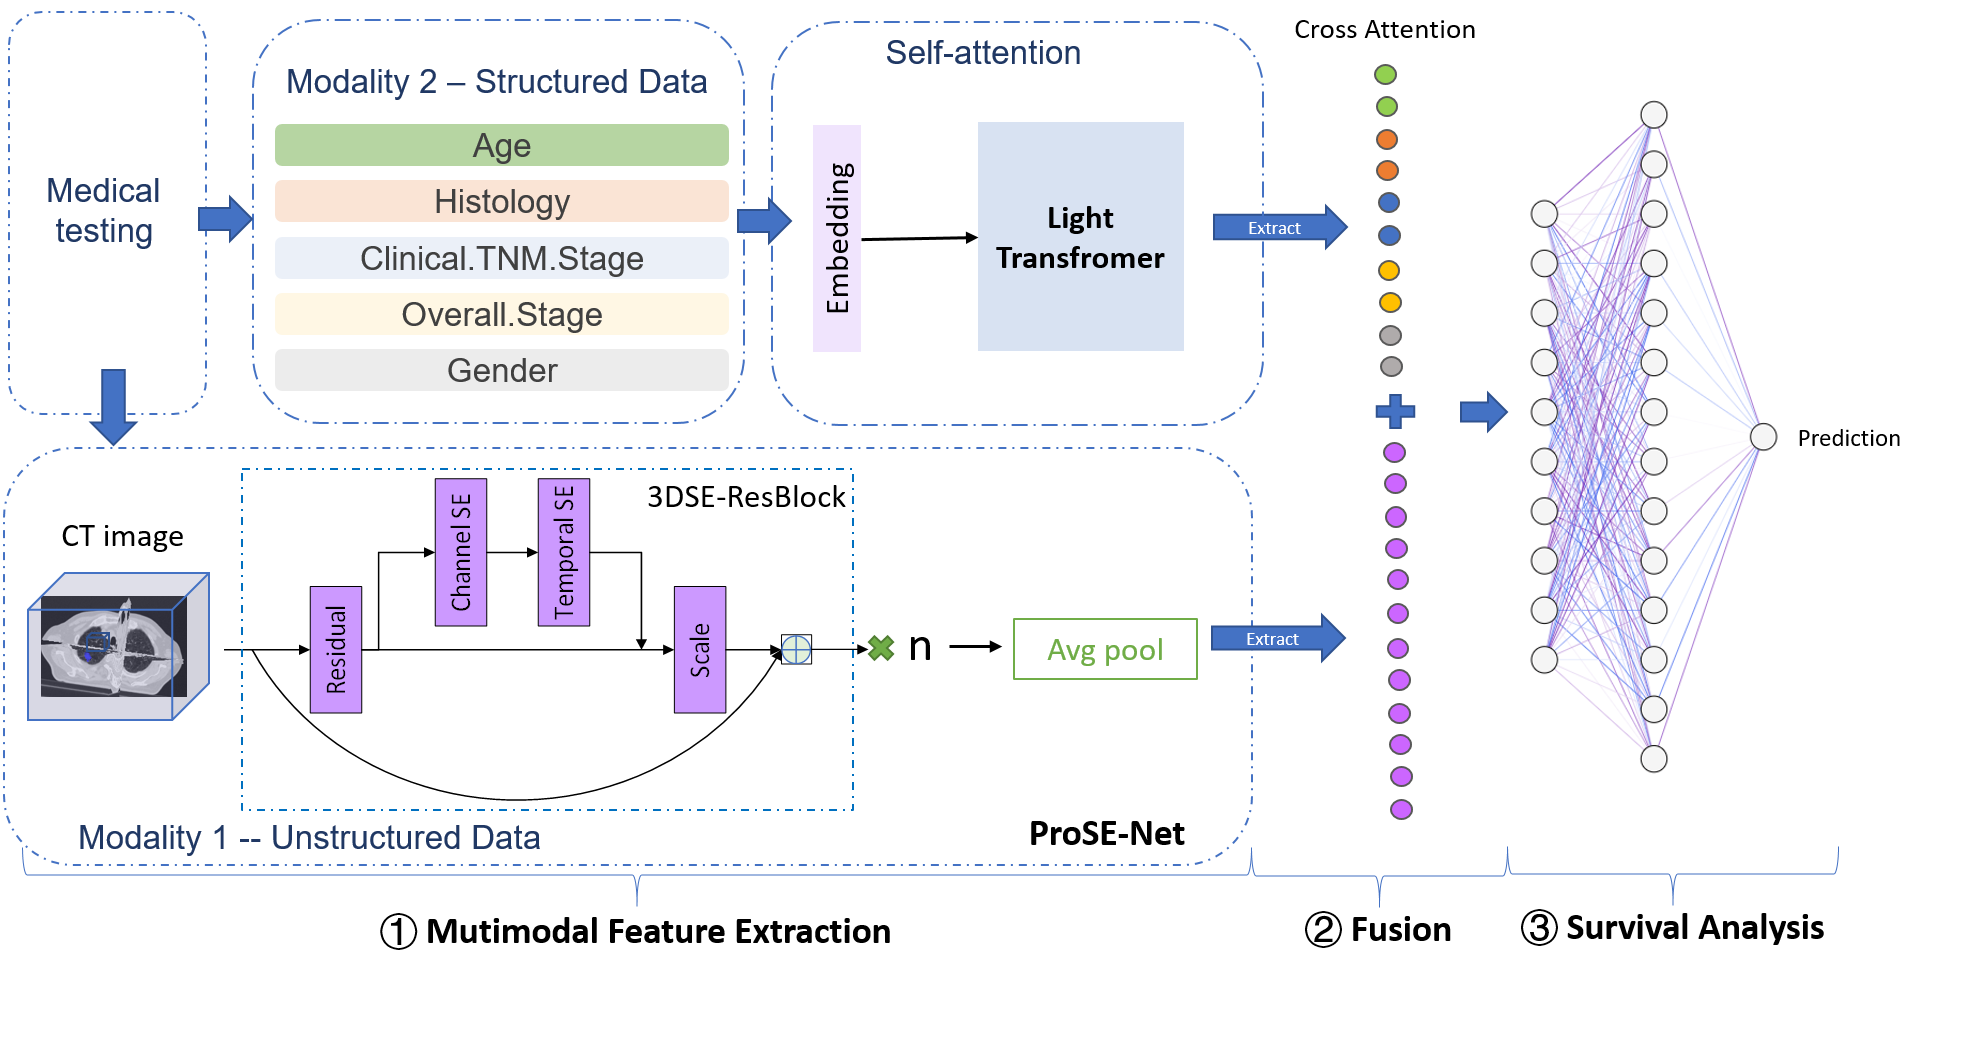 Medical
testing
Modality 2 – Structured Data
Age
Histology
Clinical.TNM.Stage
Overall.Stage
Gender
Self-attention
Embedding
Light
Transfromer
Extract
Cross Attention
Prediction
CT image
3DSE-ResBlock
Residual
Channel SE
Temporal SE
Scale
n
Avg pool
Extract
Modality 1 -- Unstructured Data
ProSE-Net
① Mutimodal Feature Extraction
② Fusion
③ Survival Analysis